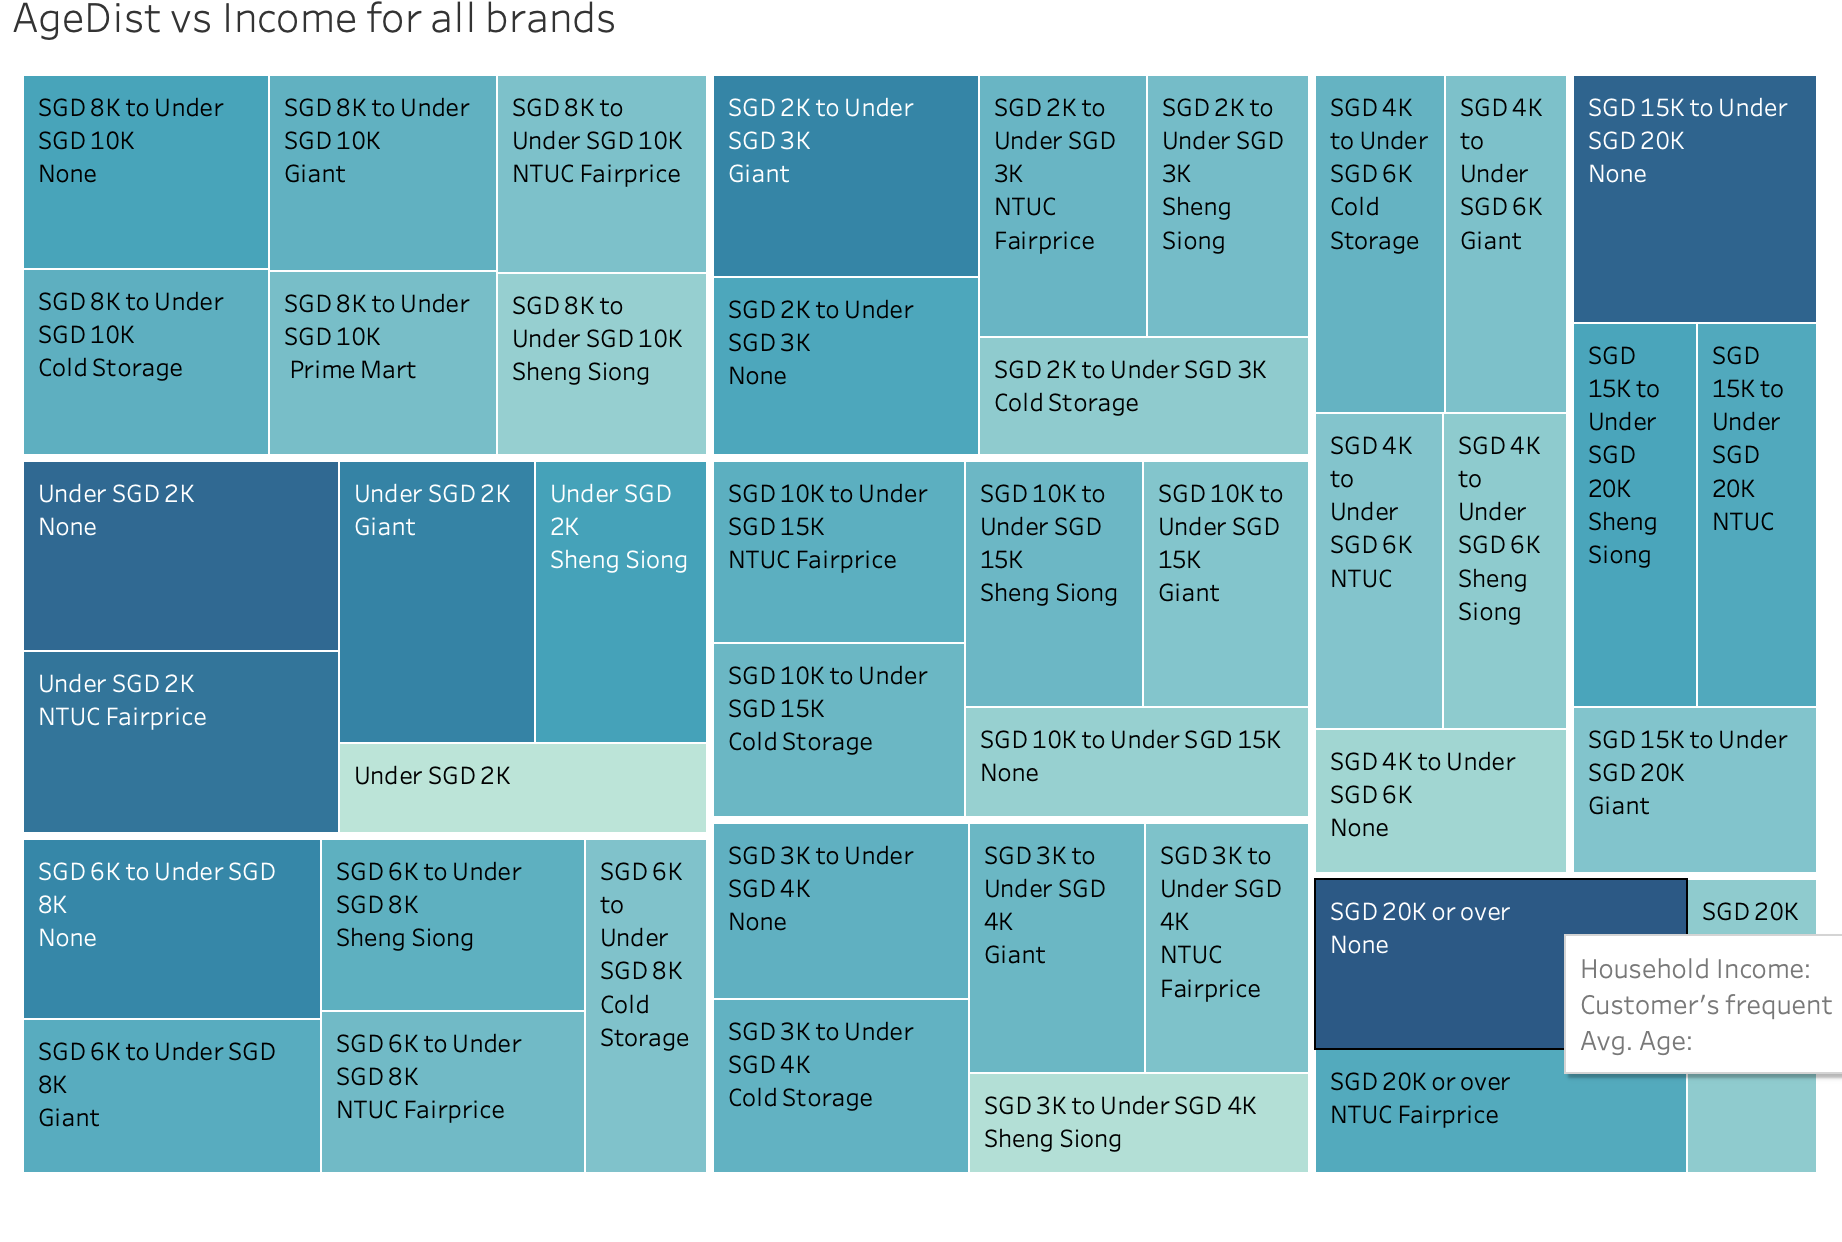 AgeDist vs Income for all brands
SGD 8K to Under
SGD 10K
None
SGD 8K to Under
SGD 10K
Giant
SGD 8K to
Under SGD 10K
NTUC Fairprice
SGD 8K to Under
SGD 10K
Cold Storage
SGD 8K to Under
SGD 10K
Prime Mart
SGD 8K to
Under SGD 10K
Sheng Siong
Under SGD 2K
None
Under SGD 2K
NTUC Fairprice
Under SGD 2K
Giant
Under SGD
2K
Sheng Siong
Under SGD 2K
SGD 6K to Under SGD
8K
None
SGD 6K to Under SGD
8K
Giant
SGD 6K to Under
SGD 8K
Sheng Siong
SGD 6K to Under
SGD 8K
NTUC Fairprice
SGD 6K
to
Under
SGD 8K
Cold
Storage
SGD 2K to Under
SGD 3K
Giant
SGD 2K to Under
SGD 3K
None
SGD 2K to
Under SGD
3K
NTUC
Fairprice
SGD 2K to
Under SGD
3K
Sheng
Siong
SGD 2K to Under SGD 3K
Cold Storage
SGD 10K to Under
SGD 15K
NTUC Fairprice
SGD 10K to Under
SGD 15K
Cold Storage
SGD 10K to
Under SGD
15K
Sheng Siong
SGD 10K to
Under SGD
15K
Giant
SGD 10K to Under SGD 15K
None
SGD 3K to Under
SGD 4K
None
SGD 3K to Under
SGD 4K
Cold Storage
SGD 3K to
Under SGD
4K
Giant
SGD 3K to
Under SGD
4K
NTUC
Fairprice
SGD 3K to Under SGD 4K
Sheng Siong
SGD 4K
to Under
SGD 6K
Cold
Storage
SGD 4K
to
Under
SGD 6K
Giant
SGD 4K
to
Under
SGD 6K
NTUC
SGD 4K
to
Under
SGD 6K
Sheng
Siong
SGD 4K to Under
SGD 6K
None
SGD 15K to Under
SGD 20K
None
SGD
15K to
Under
SGD
20K
Sheng
Siong
SGD
15K to
Under
SGD
20K
NTUC
SGD 15K to Under
SGD 20K
Giant
SGD 20K or over
None
SGD 20K
Household Income:
Customer's frequent
Avg. Age:
SGD 20K or over
NTUC Fairprice